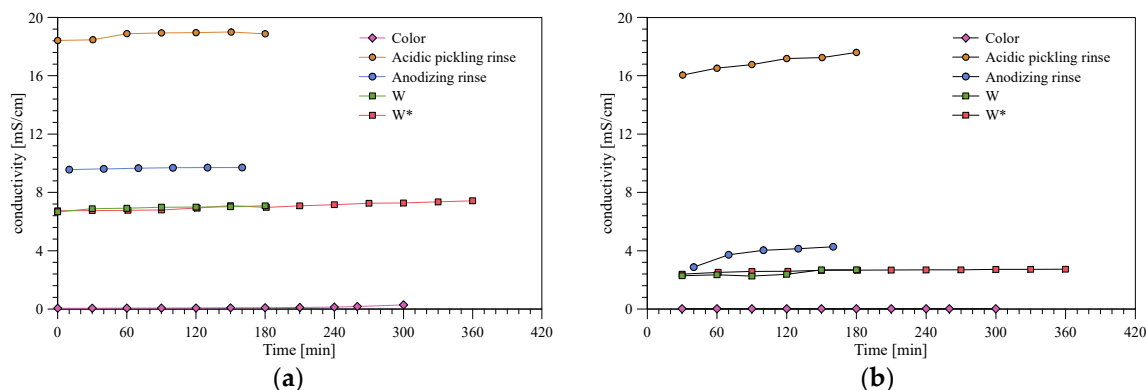 20
16
12
8
4
0
conductivity [mS/cm]
Color
Acidic pickling rinse
Anodizing rinse
W
W*
0 60 120 180 240 300 360 420
Time [min]
(a)
20
16
12
8
4
0
conductivity [mS/cm]
Color
Acidic pickling rinse
Anodizing rinse
W
W*
0 60 120 180 240 300 360 420
Time [min]
(b)